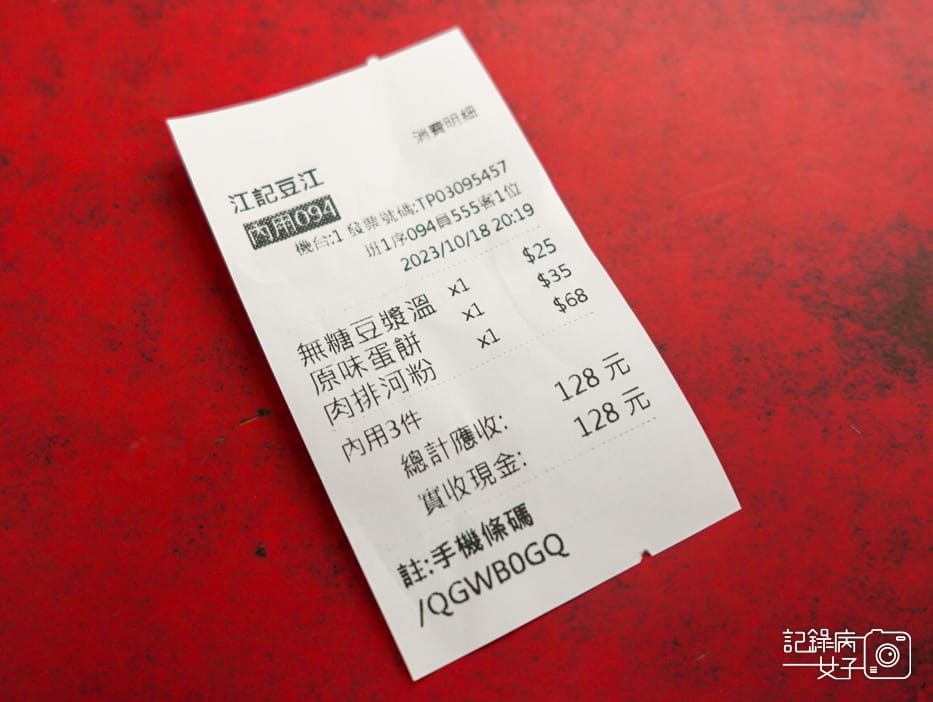 消費明細
江記豆江
內用094
機台:1 發票號碼:TP03095457
班1序094員555客1位
2023/10/18 20:19
無糖豆漿溫 x1 $25
原味蛋餅 x1 $35
肉排河粉 x1 $68
內用3件
總計應收: 128 元
實收現金: 128 元
註:手機條碼
/QGWB0GQ
記錄病
女子